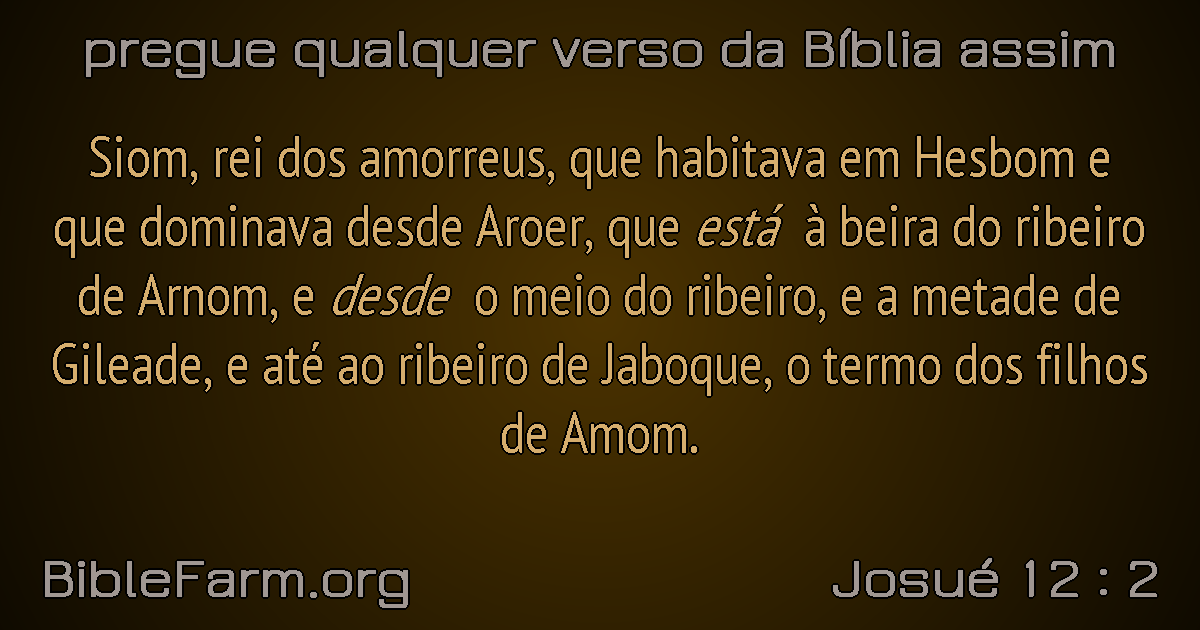 pregue qualquer verso da Bíblia assim
Siom, rei dos amorreus, que habitava em Hesbom e
que dominava desde Aroer, que está à beira do ribeiro
de Arnom, e desde o meio do ribeiro, e a metade de
Gileade, e até ao ribeiro de Jaboque, o termo dos filhos
de Amom.
BibleFarm.org
Josué 12 : 2